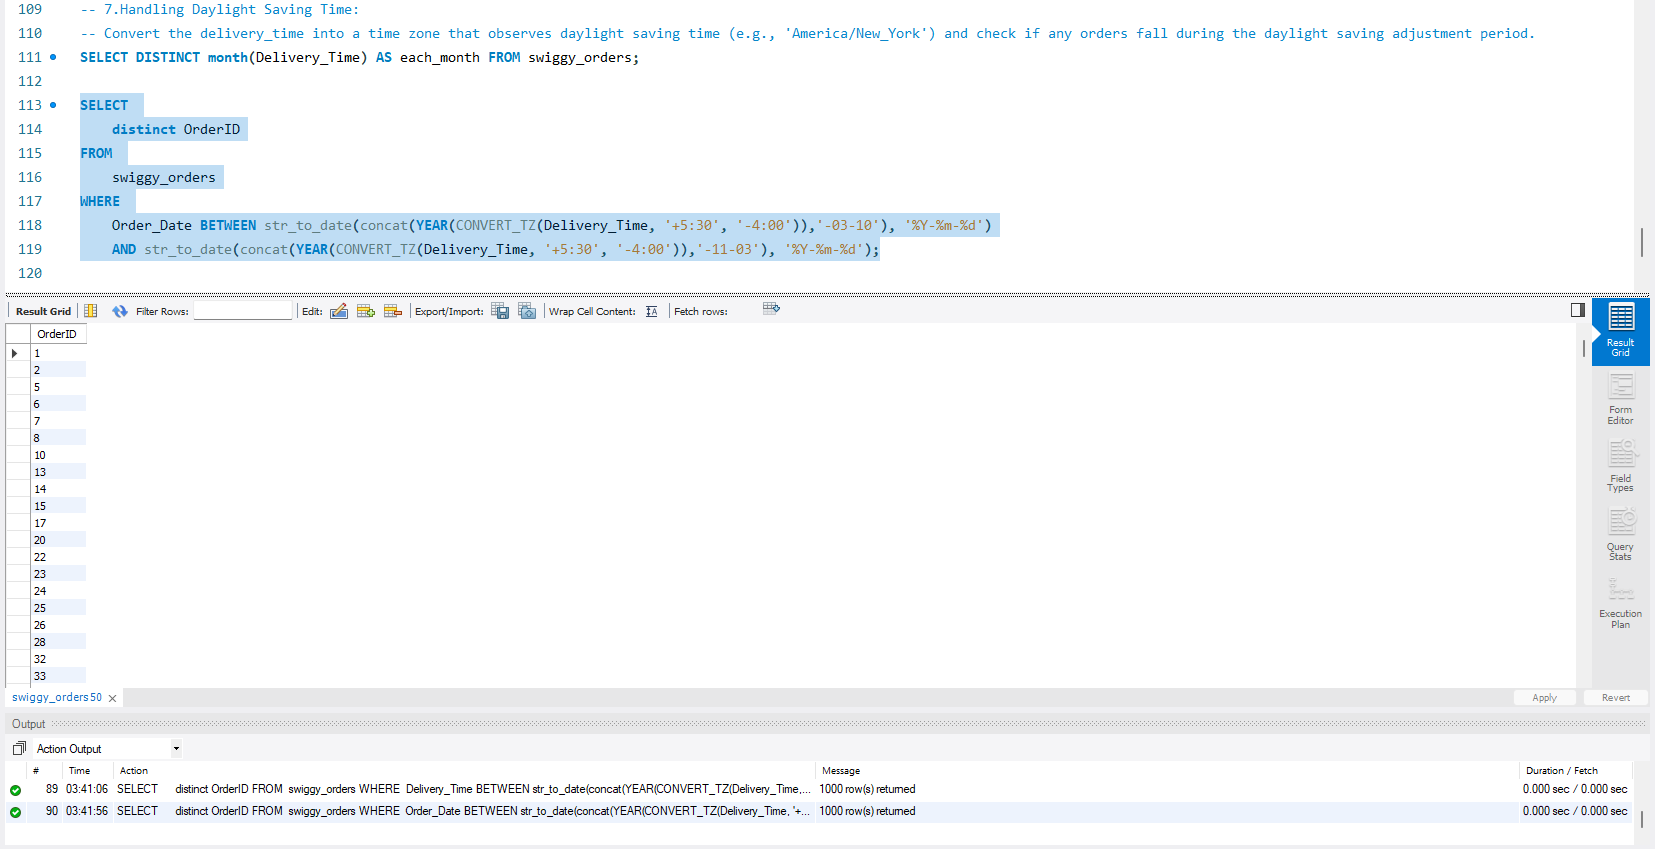 109 -- 7.Handling Daylight Saving Time:
110 -- Convert the delivery_time into a time zone that observes daylight saving time (e.g., 'America/New_York') and check if any orders fall during the daylight saving adjustment period.
111 SELECT DISTINCT month(Delivery_Time) AS each_month FROM swiggy_orders;
112
113 SELECT
114 distinct OrderID
115 FROM
116 swiggy_orders
117 WHERE
118 Order_Date BETWEEN str_to_date(concat(YEAR(CONVERT_TZ(Delivery_Time, '+5:30', '-4:00')),'-03-10'), '%Y-%m-%d')
119 AND str_to_date(concat(YEAR(CONVERT_TZ(Delivery_Time, '+5:30', '-4:00')),'-11-03'), '%Y-%m-%d');
120
Result Grid Filter Rows: Edit: Export/Import: Wrap Cell Content: IA Fetch rows:
OrderID
1
2
5
6
7
8
10
13
14
15
17
20
22
23
24
25
26
28
32
33
Result
Grid
Form
Editor
Field
Types
Query
Stats
Execution
Plan
swiggy_orders50 Apply Revert
Output
Action Output
# Time Action Message Duration / Fetch
89 03:41:06 SELECT distinct OrderID FROM swiggy_orders WHERE Delivery_Time BETWEEN str_to_date(concat(YEAR(CONVERT_TZ(Delivery_Time,... 1000 row(s) returned 0.000 sec / 0.000 sec
90 03:41:56 SELECT distinct OrderID FROM swiggy_orders WHERE Order_Date BETWEEN str_to_date(concat(YEAR(CONVERT_TZ(Delivery_Time, '+... 1000 row(s) returned 0.000 sec / 0.000 sec